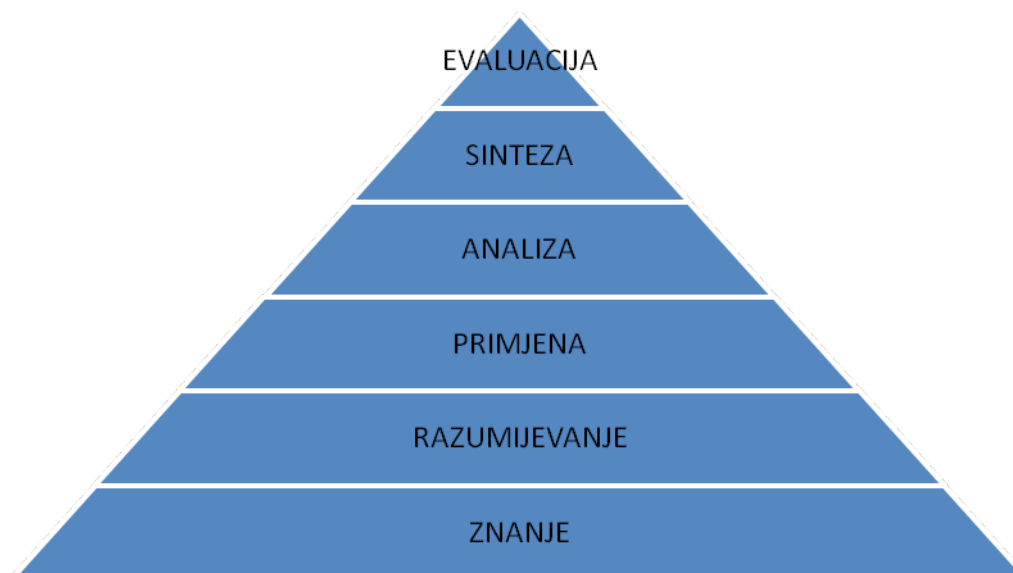 EVALUACIJA
SINTEZA
ANALIZA
PRIMJENA
RAZUMIJEVANJE
ZNANJE